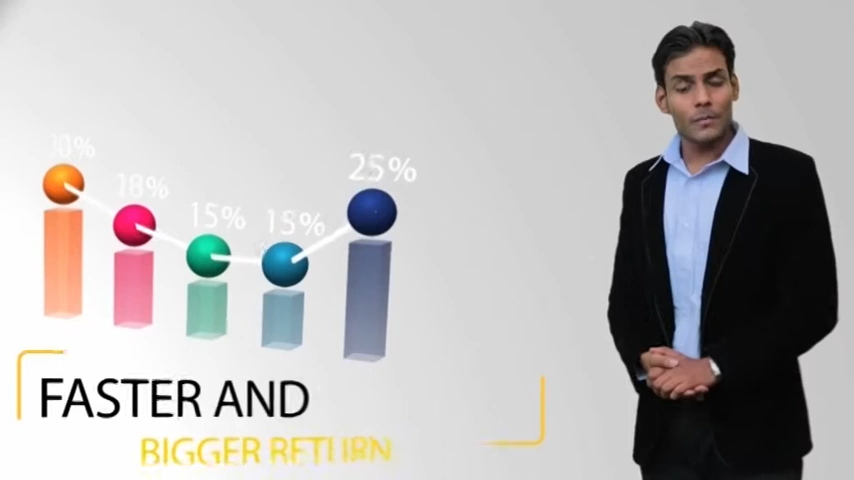 18%
15%
15%
25%
FASTER AND
BIGGER RETURN